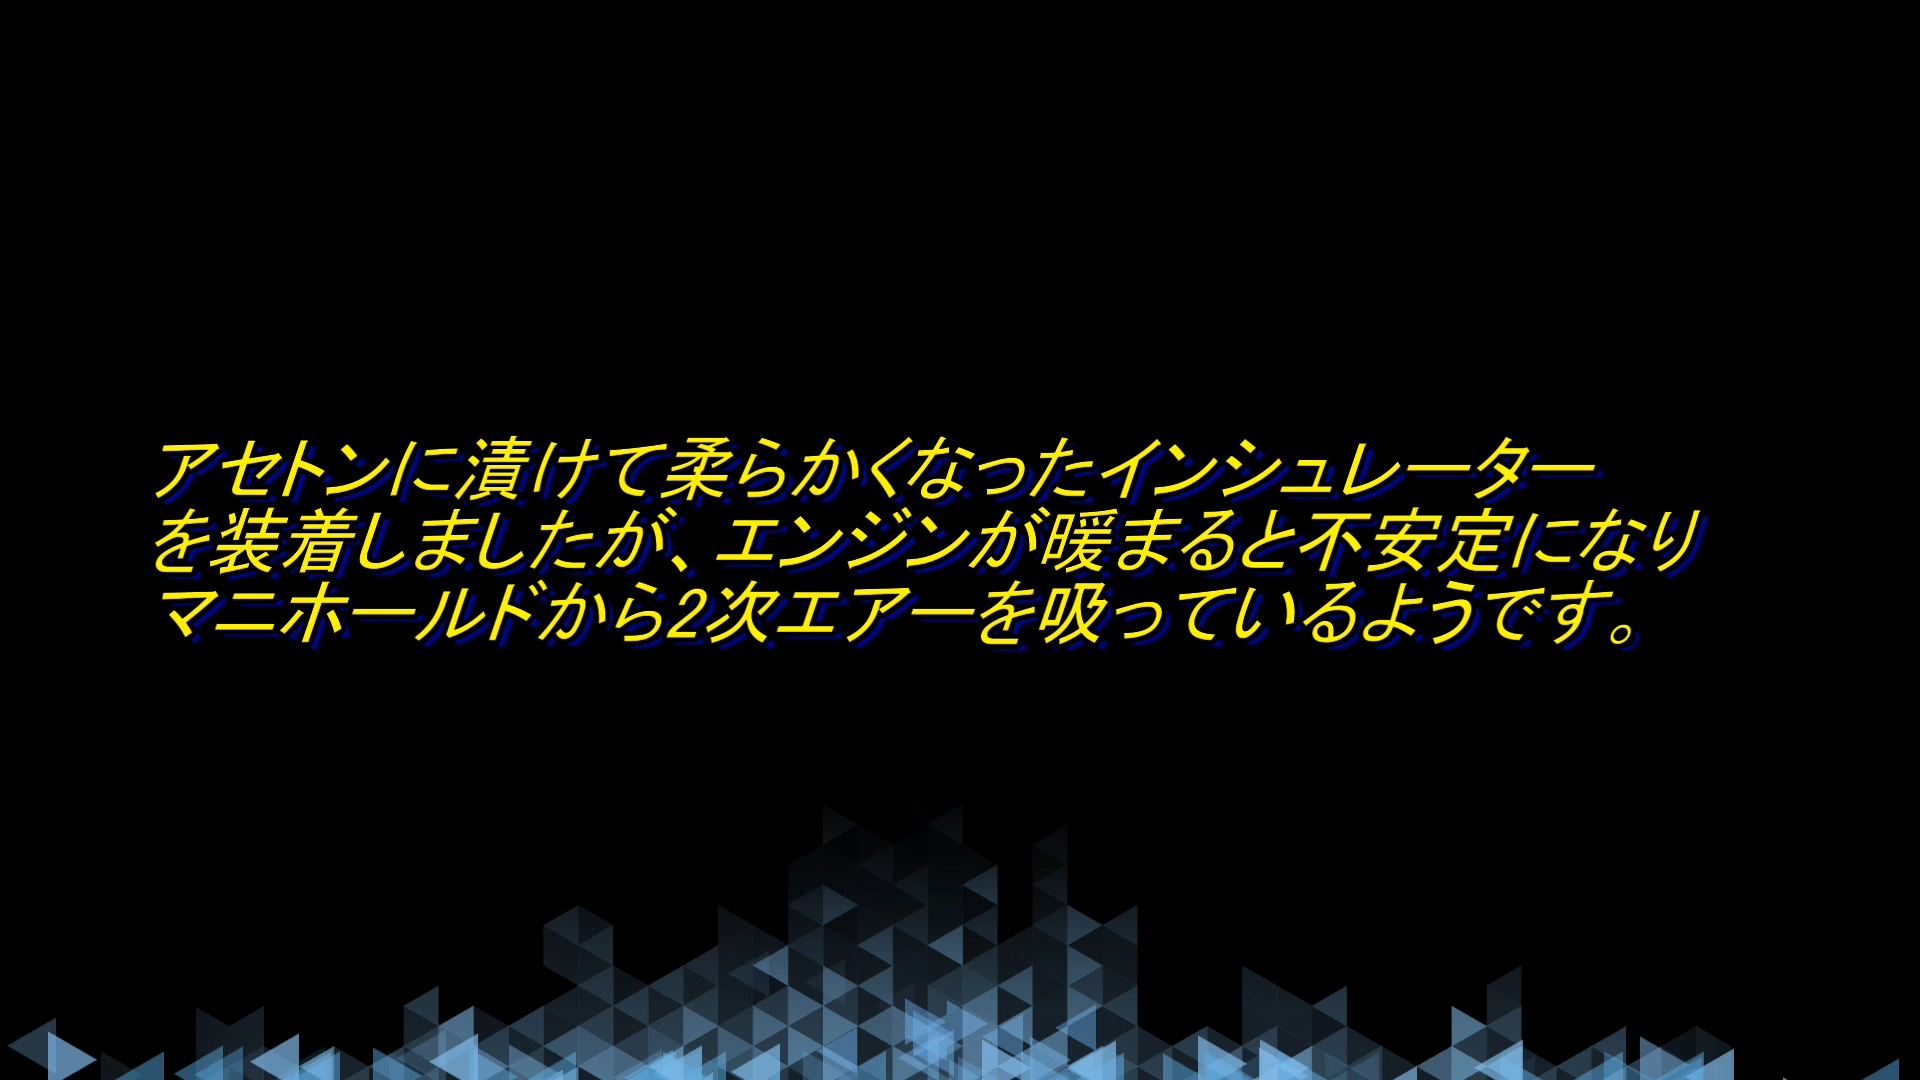 アセトンに漬けて柔らかくなったインシュレーター
を装着しましたが、エンジンが暖まると不安定になり
マニホールドから2次エアーを吸っているようです。